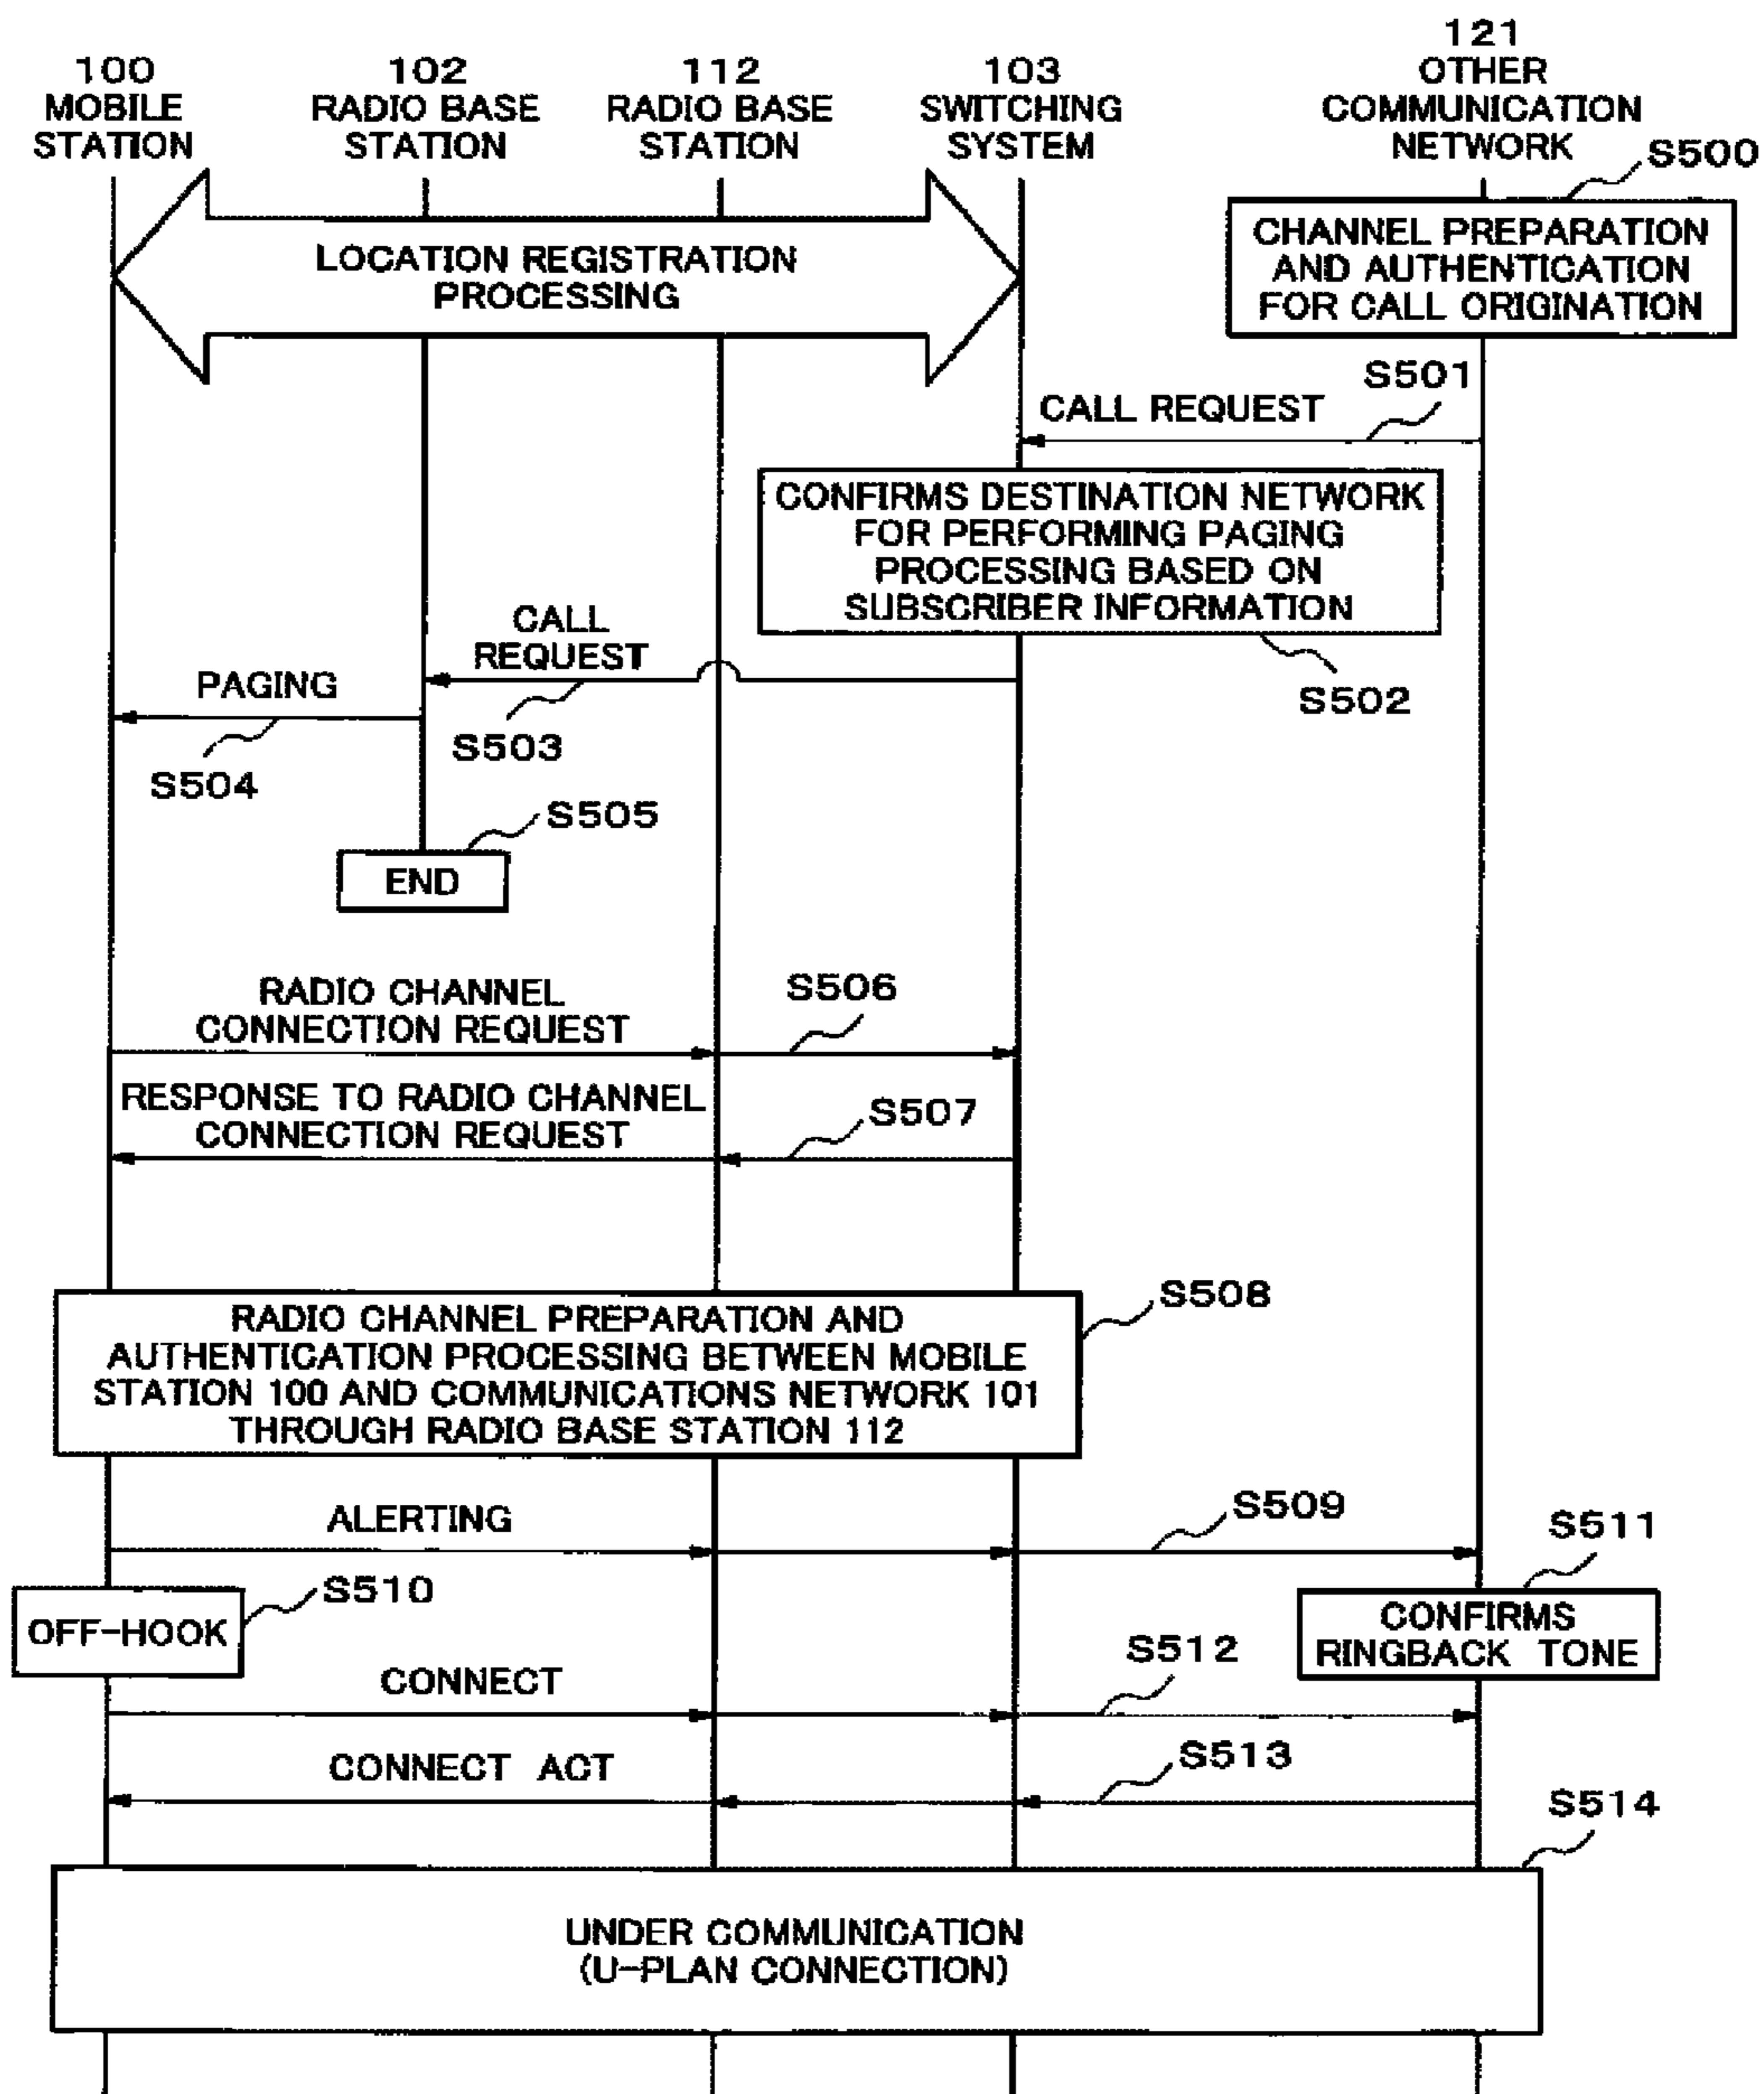 100
MOBILE
STATION
102
RADIO BASE
STATION
112
RADIO BASE
STATION
103
SWITCHING
SYSTEM
121
OTHER
COMMUNICATION
NETWORK
S500
CHANNEL PREPARATION
AND AUTHENTICATION
FOR CALL ORIGINATION
LOCATION REGISTRATION
PROCESSING
S501
CALL REQUEST
CONFIRMS DESTINATION NETWORK
FOR PERFORMING PAGING
PROCESSING BASED ON
SUBSCRIBER INFORMATION
S502
CALL
REQUEST
S503
PAGING
S504
S505
END
RADIO CHANNEL
CONNECTION REQUEST
S506
RESPONSE TO RADIO CHANNEL
CONNECTION REQUEST
S507
S508
RADIO CHANNEL PREPARATION AND
AUTHENTICATION PROCESSING BETWEEN MOBILE
STATION 100 AND COMMUNICATIONS NETWORK 101
THROUGH RADIO BASE STATION 112
ALERTING
S509
S511
S510
OFF-HOOK
CONFIRMS
RINGBACK TONE
CONNECT
S512
CONNECT ACT
S513
S514
UNDER COMMUNICATION
(U-PLAN CONNECTION)